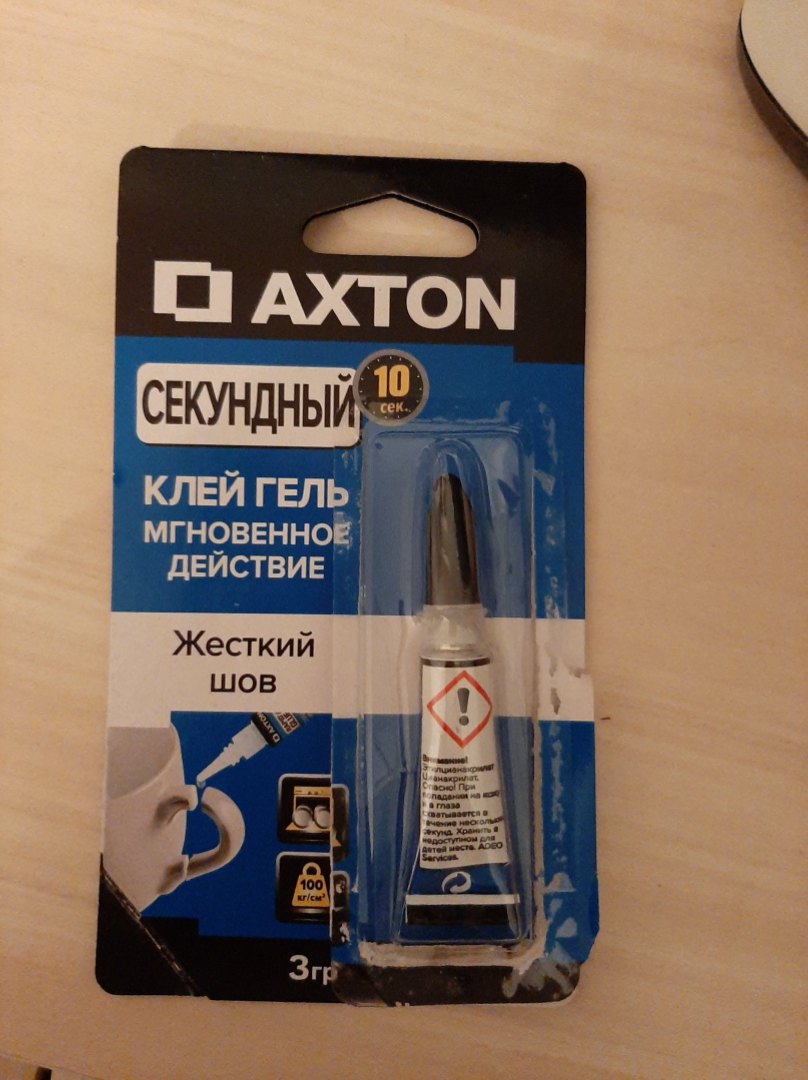 AXTON
СЕКУНДНЫЙ
10
сек.
КЛЕЙ ГЕЛЬ
МГНОВЕННОЕ
ДЕЙСТВИЕ
Жесткий
шов
AXTON
100
кг/см²
3гр
Внимание!
Этилцианакрилат
Цианакрилат.
Опасно! При
попадании на кожу
и в глаза
схватывается в
течение нескольких
секунд. Хранить в
недоступном для
детей месте. ADEO
Services.